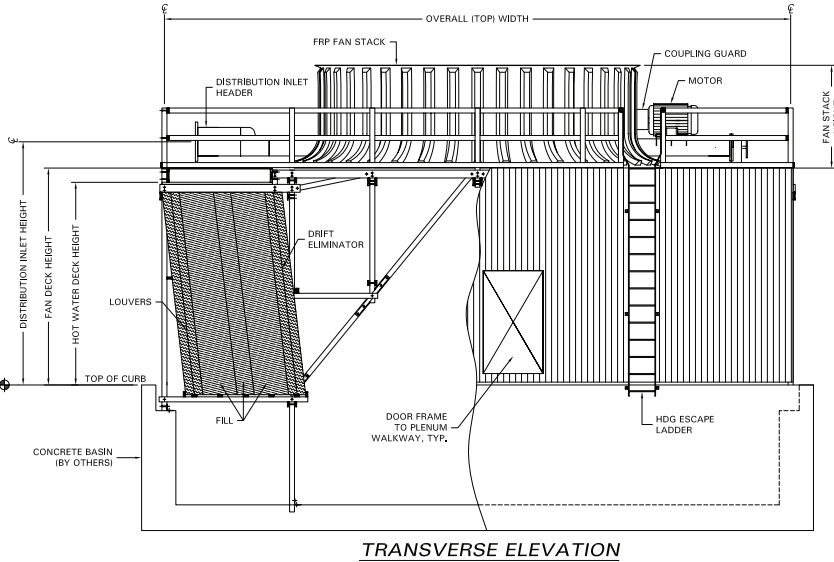 ℄
℄
OVERALL (TOP) WIDTH
FRP FAN STACK
COUPLING GUARD
MOTOR
DISTRIBUTION INLET
HEADER
FAN STACK
℄
DISTRIBUTION INLET HEIGHT
FAN DECK HEIGHT
HOT WATER DECK HEIGHT
DRIFT
ELIMINATOR
LOUVERS
TOP OF CURB
FILL
DOOR FRAME
TO PLENUM
WALKWAY, TYP.
HDG ESCAPE
LADDER
CONCRETE BASIN
(BY OTHERS)
TRANSVERSE ELEVATION